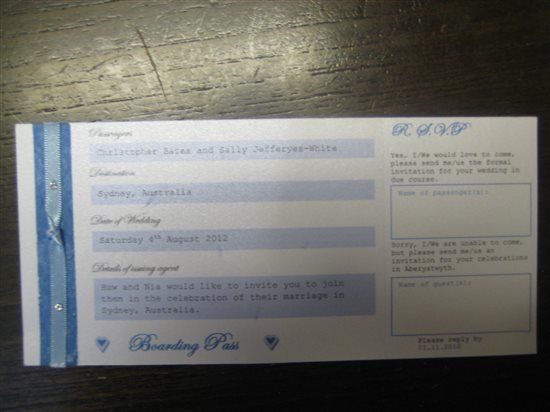 Passengers
Christopher Bates and Sally Jefferyes-White
Destination
Sydney, Australia
Date of Wedding
Saturday 4th August 2012
Details of issuing agent
Huw and Nia would like to invite you to join
them in the celebration of their marriage in
Sydney, Australia.
Boarding Pass
R.S.V.P
Yes, I/We would love to come,
please send me/us the formal
invitation for your wedding in
due course.
Name of passenger(s):
Sorry, I/We are unable to come,
but please send me/us an
invitation for your celebrations
in Aberystwyth.
Name of guest(s):
Please reply by
01.11.2010